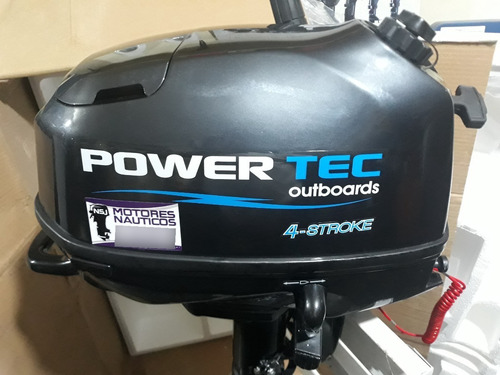 POWER TEC
outboards
NSJ
MOTORES
NAUTICOS
4-STROKE